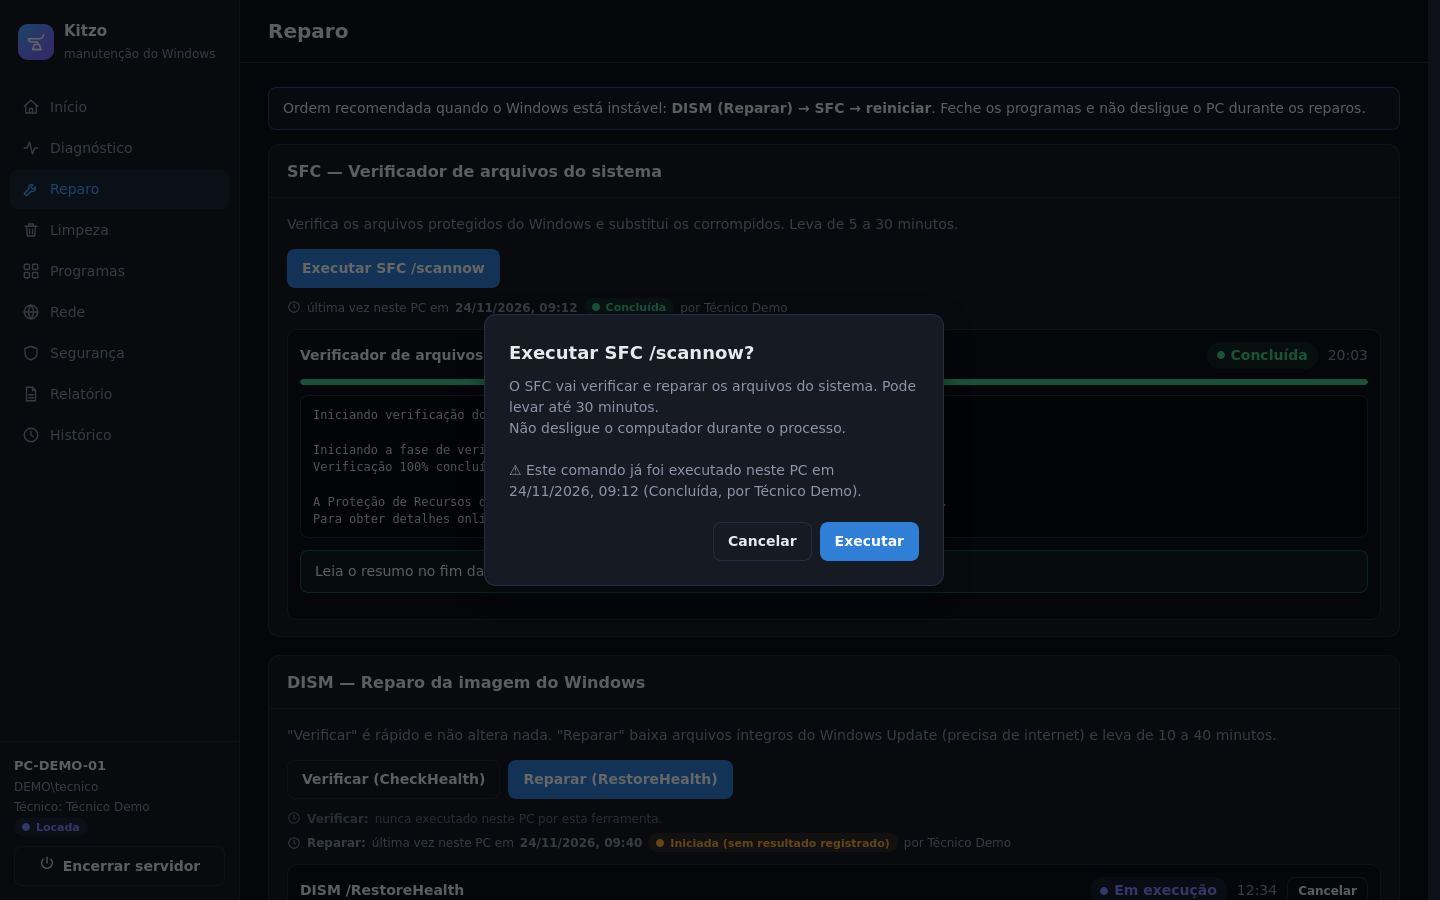 Kitzo
manutenção do Windows
Início
Diagnóstico
Reparo
Limpeza
Programas
Rede
Segurança
Relatório
Histórico
PC-DEMO-01
DEMO\tecnico
Técnico: Técnico Demo
Locada
Encerrar servidor
Reparo
Ordem recomendada quando o Windows está instável: DISM (Reparar) → SFC → reiniciar. Feche os programas e não desligue o PC durante os reparos.
SFC — Verificador de arquivos do sistema
Verifica os arquivos protegidos do Windows e substitui os corrompidos. Leva de 5 a 30 minutos.
Executar SFC /scannow
última vez neste PC em 24/11/2026, 09:12 Concluída por Técnico Demo
Verificador de arquivos
Concluída 20:03
Iniciando verificação do
Iniciando a fase de veri
Verificação 100% concluí
A Proteção de Recursos d
Para obter detalhes onli
Leia o resumo no fim da
Executar SFC /scannow?
O SFC vai verificar e reparar os arquivos do sistema. Pode
levar até 30 minutos.
Não desligue o computador durante o processo.
⚠ Este comando já foi executado neste PC em
24/11/2026, 09:12 (Concluída, por Técnico Demo).
Cancelar Executar
DISM — Reparo da imagem do Windows
"Verificar" é rápido e não altera nada. "Reparar" baixa arquivos íntegros do Windows Update (precisa de internet) e leva de 10 a 40 minutos.
Verificar (CheckHealth) Reparar (RestoreHealth)
Verificar: nunca executado neste PC por esta ferramenta.
Reparar: última vez neste PC em 24/11/2026, 09:40 Iniciada (sem resultado registrado) por Técnico Demo
DISM /RestoreHealth
Em execução 12:34 Cancelar